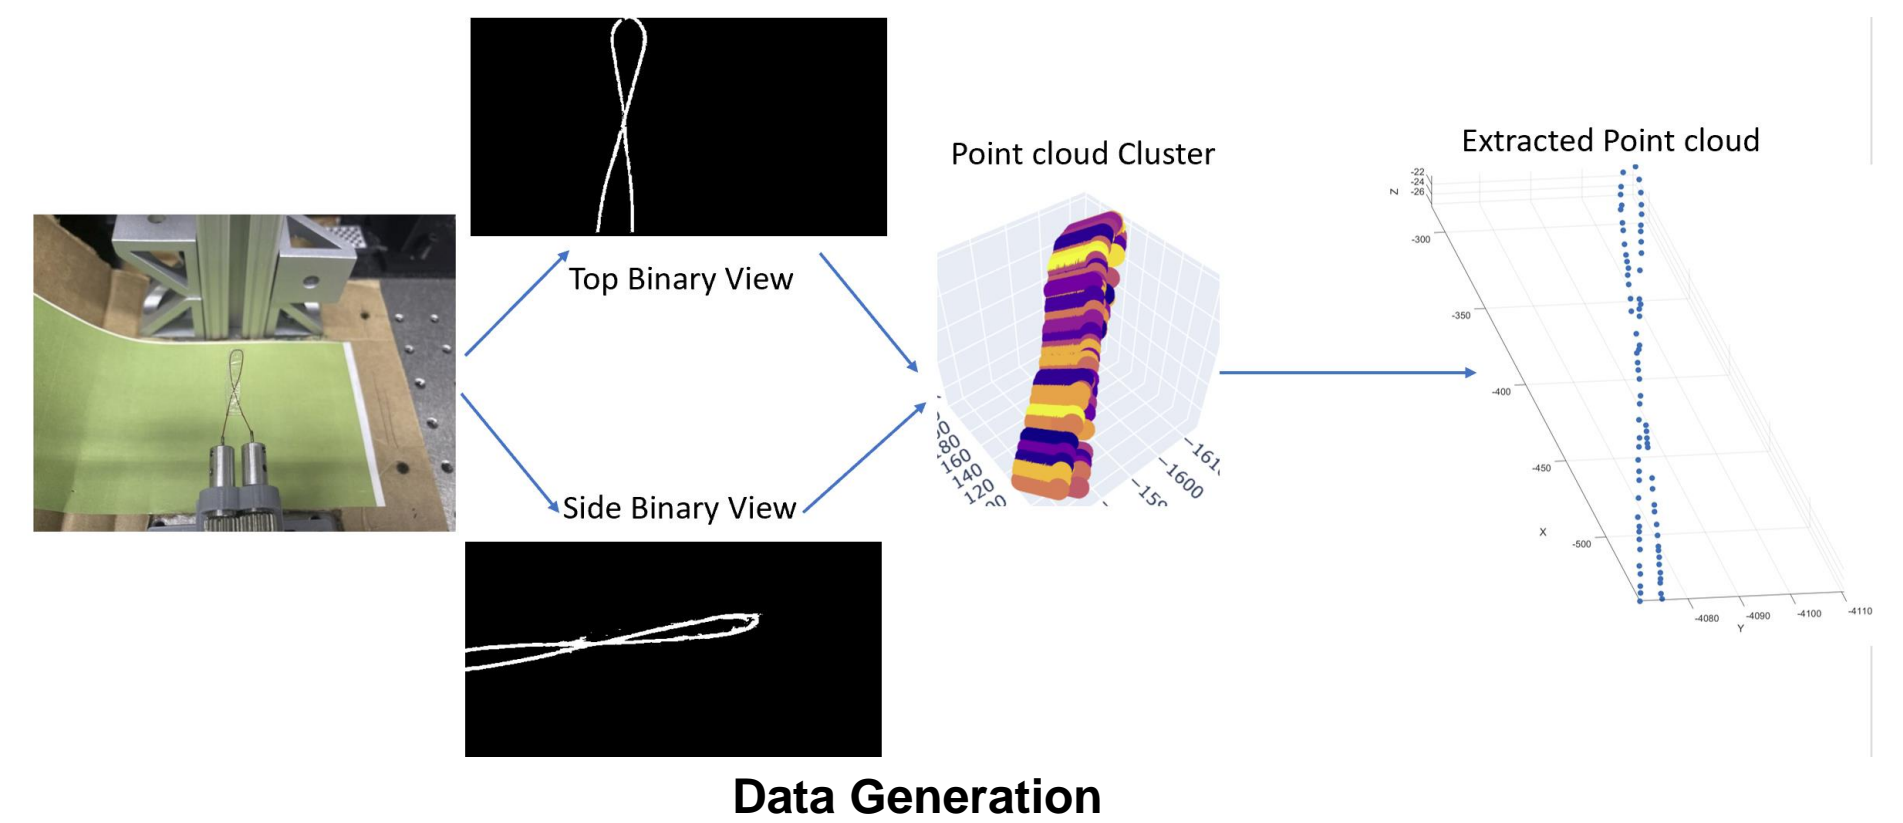 Top Binary View
Side Binary View
Point cloud Cluster
180
160
140
120
-1600
Extracted Point cloud
Z
-22
-24
-26
-300
-350
-400
-450
-500
X
-4080
-4090
-4100
-4110
Y
Data Generation